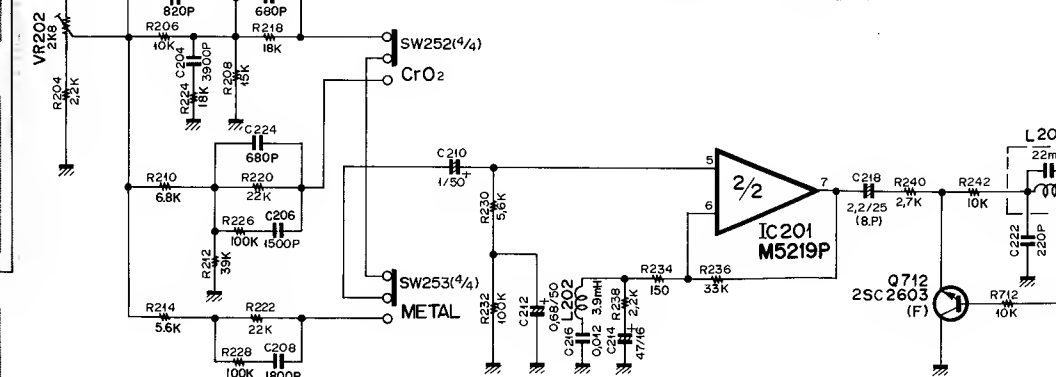 820P
680P
VR202
2KB
R206
10K
R218
18K
C204
3900P
R208
15K
R204
2,2K
R224
18K
SW252(4/4)
CrO2
C224
680P
R210
6.8K
R220
22K
R226
100K
C206
1500P
R212
39K
R214
5.6K
R222
22K
R228
100K
C208
1800P
SW253(4/4)
METAL
C210
1/50
+
R230
5,6K
R232
100K
C212
0,68/50
+
L202
3.9mH
C216
0,012
R238
2,2K
C214
47/16
+
R234
150
R236
33K
5
6
7
2/2
IC201
M5219P
C218
2,2/25
(B.P)
R240
2,7K
R242
10K
L20
22m
C222
220P
Q712
2SC2603
(F)
R712
10K